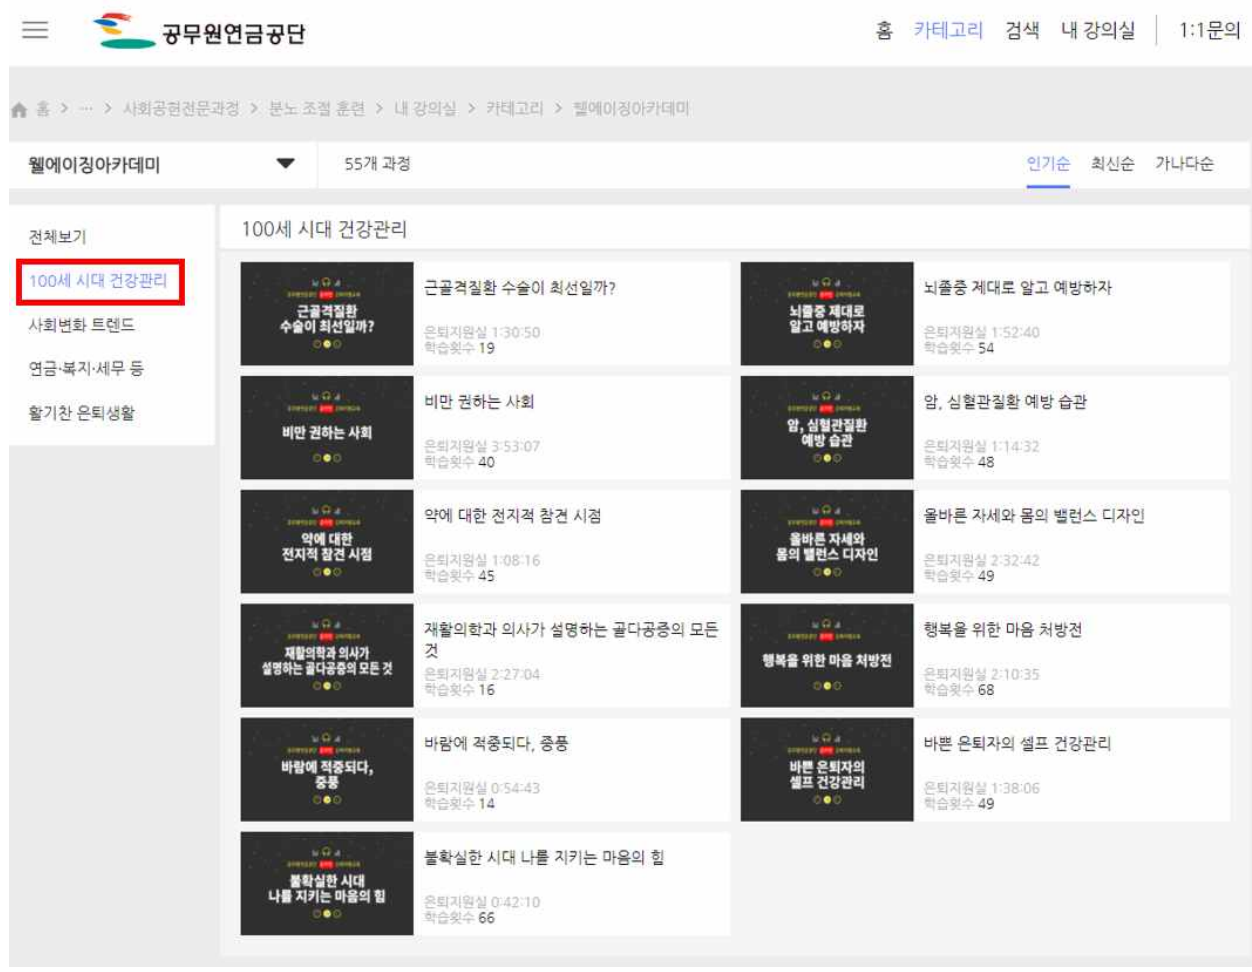 공무원연금공단
홈 카테고리 검색 내 강의실 1:1문의
홈 > ··· > 사회공헌전문과정 > 분노 조절 훈련 > 내 강의실 > 카테고리 > 웰에이징아카데미
웰에이징아카데미 55개 과정 인기순 최신순 가나다순
전체보기
100세 시대 건강관리
사회변화 트렌드
연금·복지·세무 등
활기찬 은퇴생활
100세 시대 건강관리
근골격질환
수술이 최선일까?
근골격질환 수술이 최선일까?
은퇴지원실 1:30:50
학습횟수 19
뇌졸중 제대로
알고 예방하자
뇌졸중 제대로 알고 예방하자
은퇴지원실 1:52:40
학습횟수 54
비만 권하는 사회
비만 권하는 사회
은퇴지원실 3:53:07
학습횟수 40
암, 심혈관질환
예방 습관
암, 심혈관질환 예방 습관
은퇴지원실 1:14:32
학습횟수 48
약에 대한
전지적 참견 시점
약에 대한 전지적 참견 시점
은퇴지원실 1:08:16
학습횟수 45
올바른 자세와
몸의 밸런스 디자인
올바른 자세와 몸의 밸런스 디자인
은퇴지원실 2:32:42
학습횟수 49
재활의학과 의사가
설명하는 골다공증의 모든 것
재활의학과 의사가 설명하는 골다공증의 모든
것
은퇴지원실 2:27:04
학습횟수 16
행복을 위한 마음 처방전
행복을 위한 마음 처방전
은퇴지원실 2:10:35
학습횟수 68
바람에 적중되다,
중풍
바람에 적중되다, 중풍
은퇴지원실 0:54:43
학습횟수 14
바쁜 은퇴자의
셀프 건강관리
바쁜 은퇴자의 셀프 건강관리
은퇴지원실 1:38:06
학습횟수 49
불확실한 시대
나를 지키는 마음의 힘
불확실한 시대 나를 지키는 마음의 힘
은퇴지원실 0:42:10
학습횟수 66